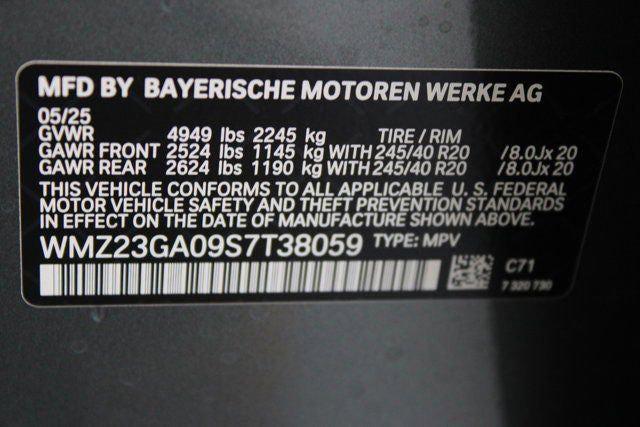 MFD BY BAYERISCHE MOTOREN WERKE AG
05/25
GVWR 4949 lbs 2245 kg TIRE / RIM
GAWR FRONT 2524 lbs 1145 kg WITH 245/40 R20 /8.0Jx 20
GAWR REAR 2624 lbs 1190 kg WITH 245/40 R20 /8.0Jx 20
THIS VEHICLE CONFORMS TO ALL APPLICABLE U.S. FEDERAL
MOTOR VEHICLE SAFETY AND THEFT PREVENTION STANDARDS
IN EFFECT ON THE DATE OF MANUFACTURE SHOWN ABOVE.
WMZ23GA09S7T38059 TYPE: MPV
C71
7 320 730